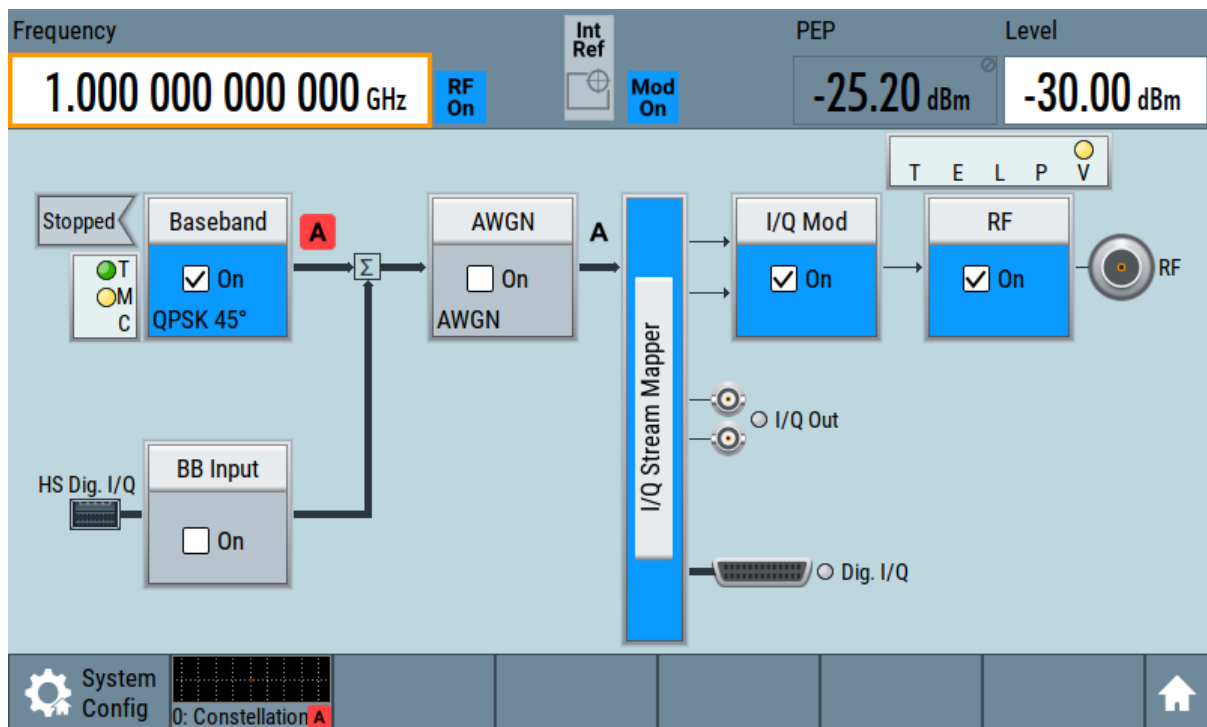 Frequency
Int
Ref
PEP
Level
1.000 000 000 000 GHz
RF
On
Mod
On
-25.20 dBm
-30.00 dBm
T E L P V
Stopped
Baseband
A
AWGN
A
I/Q Mod
RF
T
M
C
On
Σ
On
On
On
RF
QPSK 45°
AWGN
I/Q Stream Mapper
I/Q Out
HS Dig. I/Q
BB Input
On
Dig. I/Q
System
Config
0: Constellation A